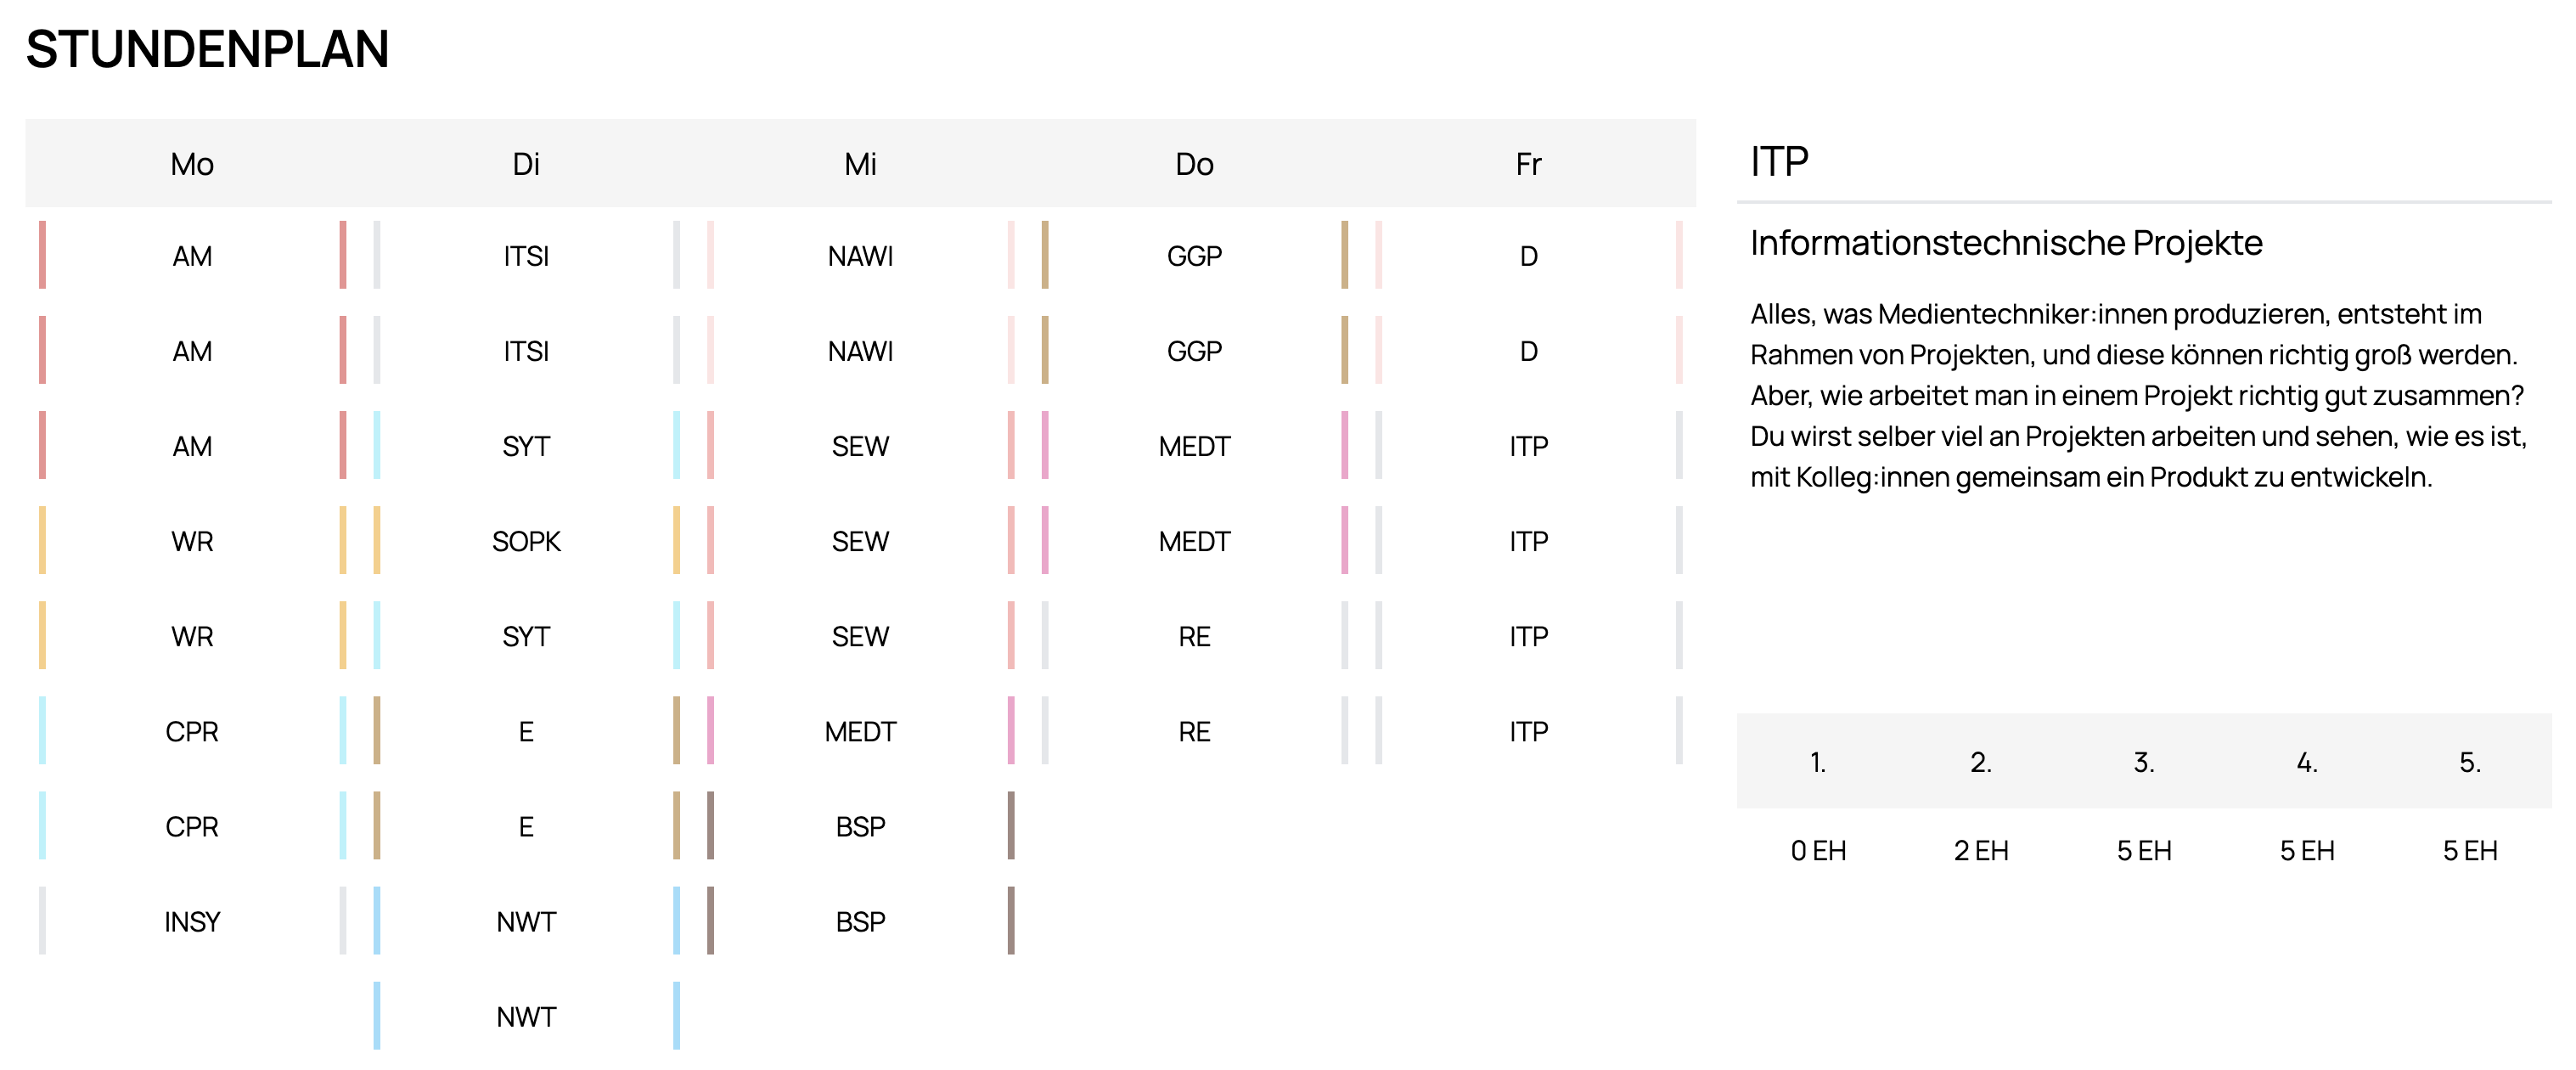 STUNDENPLAN
Mo Di Mi Do Fr
AM ITSI NAWI GGP D
AM ITSI NAWI GGP D
AM SYT SEW MEDT ITP
WR SOPK SEW MEDT ITP
WR SYT SEW RE ITP
CPR E MEDT RE ITP
CPR E BSP
INSY NWT BSP
NWT
ITP
Informationstechnische Projekte
Alles, was Medientechniker:innen produzieren, entsteht im
Rahmen von Projekten, und diese können richtig groß werden.
Aber, wie arbeitet man in einem Projekt richtig gut zusammen?
Du wirst selber viel an Projekten arbeiten und sehen, wie es ist,
mit Kolleg:innen gemeinsam ein Produkt zu entwickeln.
1. 2. 3. 4. 5.
0 EH 2 EH 5 EH 5 EH 5 EH